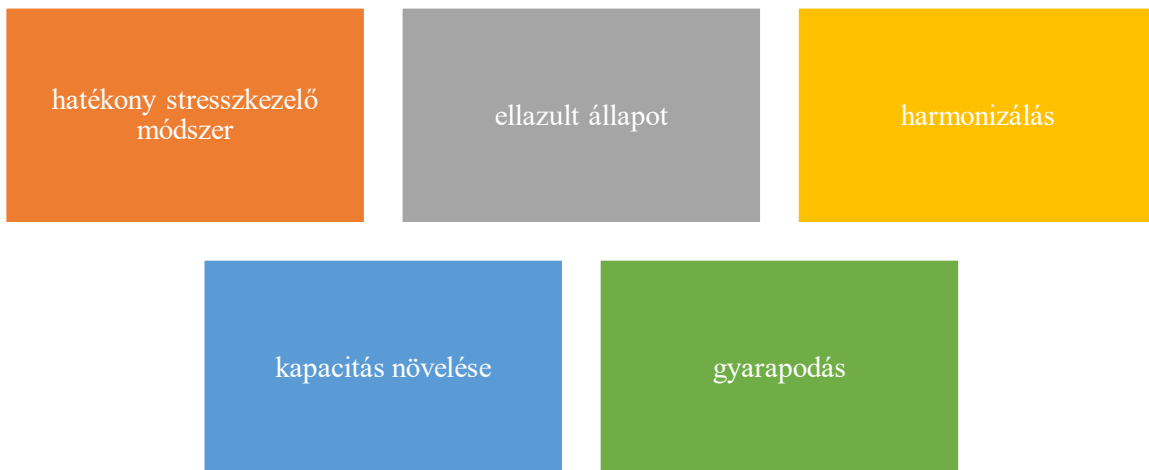 hatékony stresszkezelő
módszer
ellazult állapot
harmonizálás
kapacitás növelése
gyarapodás